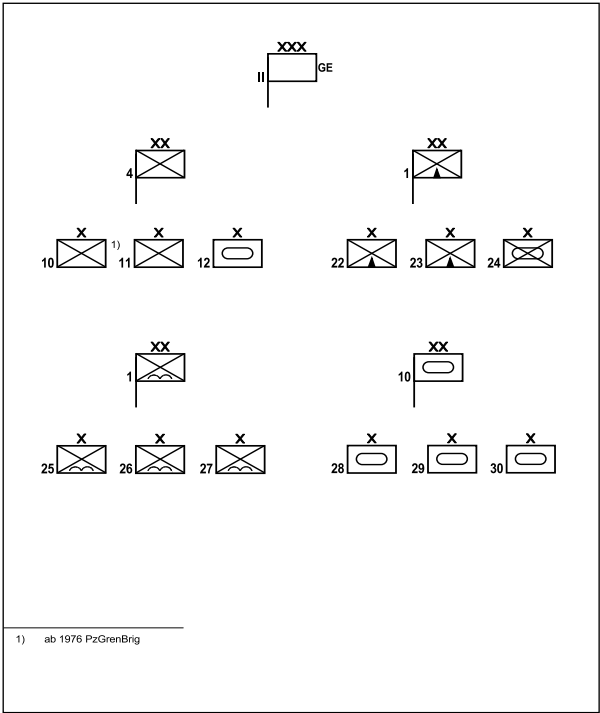 XXX
II GE
XX XX
4 1
X X X X X X
10 1) 11 12 22 23 24
XX XX
1 10
X X X X X X
25 26 27 28 29 30
1) ab 1976 PzGrenBrig